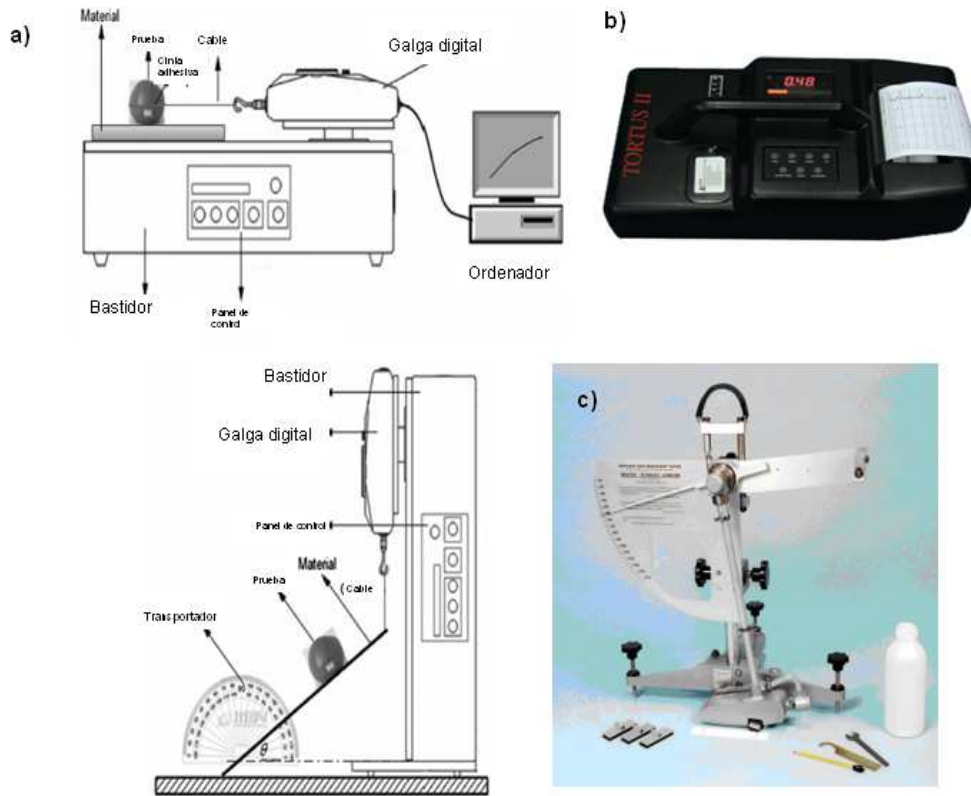 a)
Material
Prueba
Cinta
adhesiva
Cable
Galga digital
Bastidor
Panel de
control
Ordenador
b)
0.48
TORTUS II
Bastidor
Galga digital
Panel de control
Material
(Cable
Prueba
Transportador
θ
c)